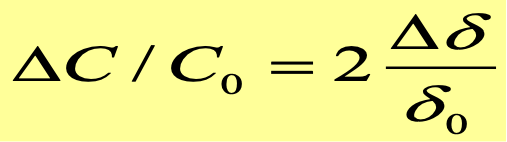 ΔC / C₀ = 2 Δδ / δ₀